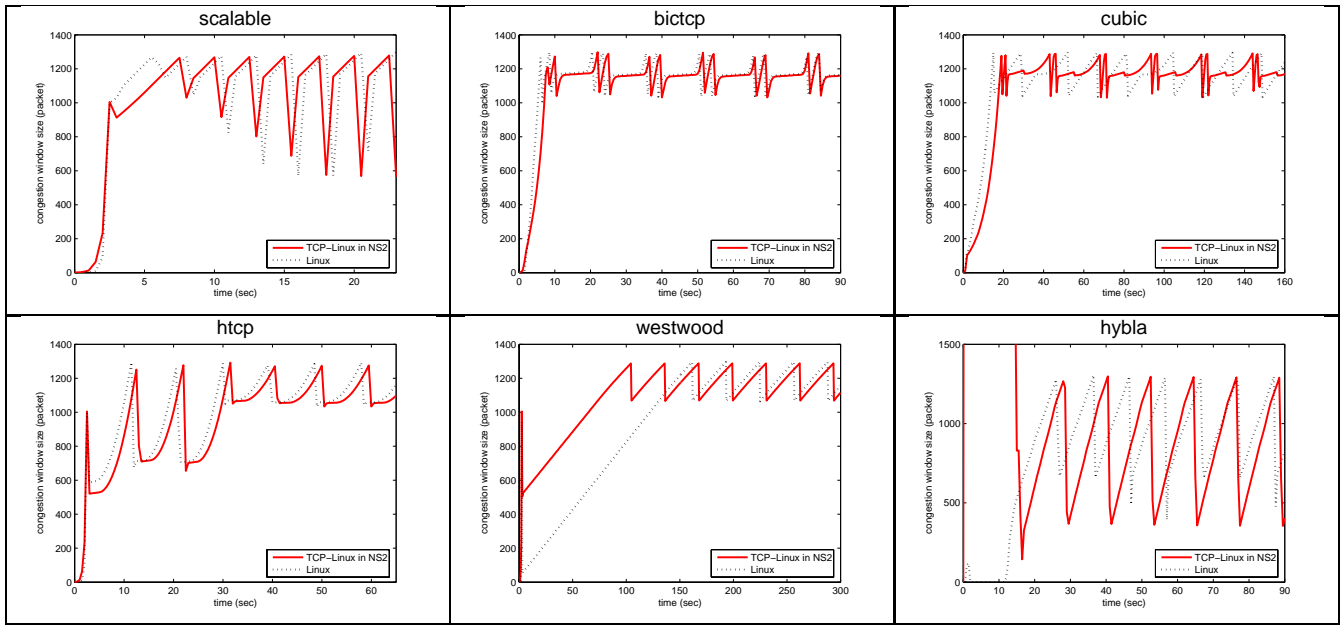 scalable
1400
1200
1000
800
600
400
200
0
congestion window size (packet)
0 5 10 15 20
time (sec)
TCP−Linux in NS2
Linux
bictcp
1400
1200
1000
800
600
400
200
0
congestion window size (packet)
0 10 20 30 40 50 60 70 80 90
time (sec)
TCP−Linux in NS2
Linux
cubic
1400
1200
1000
800
600
400
200
0
congestion window size (packet)
0 20 40 60 80 100 120 140 160
time (sec)
TCP−Linux in NS2
Linux
htcp
1400
1200
1000
800
600
400
200
0
congestion window size (packet)
0 10 20 30 40 50 60
time (sec)
TCP−Linux in NS2
Linux
westwood
1400
1200
1000
800
600
400
200
0
congestion window size (packet)
0 50 100 150 200 250 300
time (sec)
TCP−Linux in NS2
Linux
hybla
1500
1000
500
0
congestion window size (packet)
0 10 20 30 40 50 60 70 80 90
time (sec)
TCP−Linux in NS2
Linux